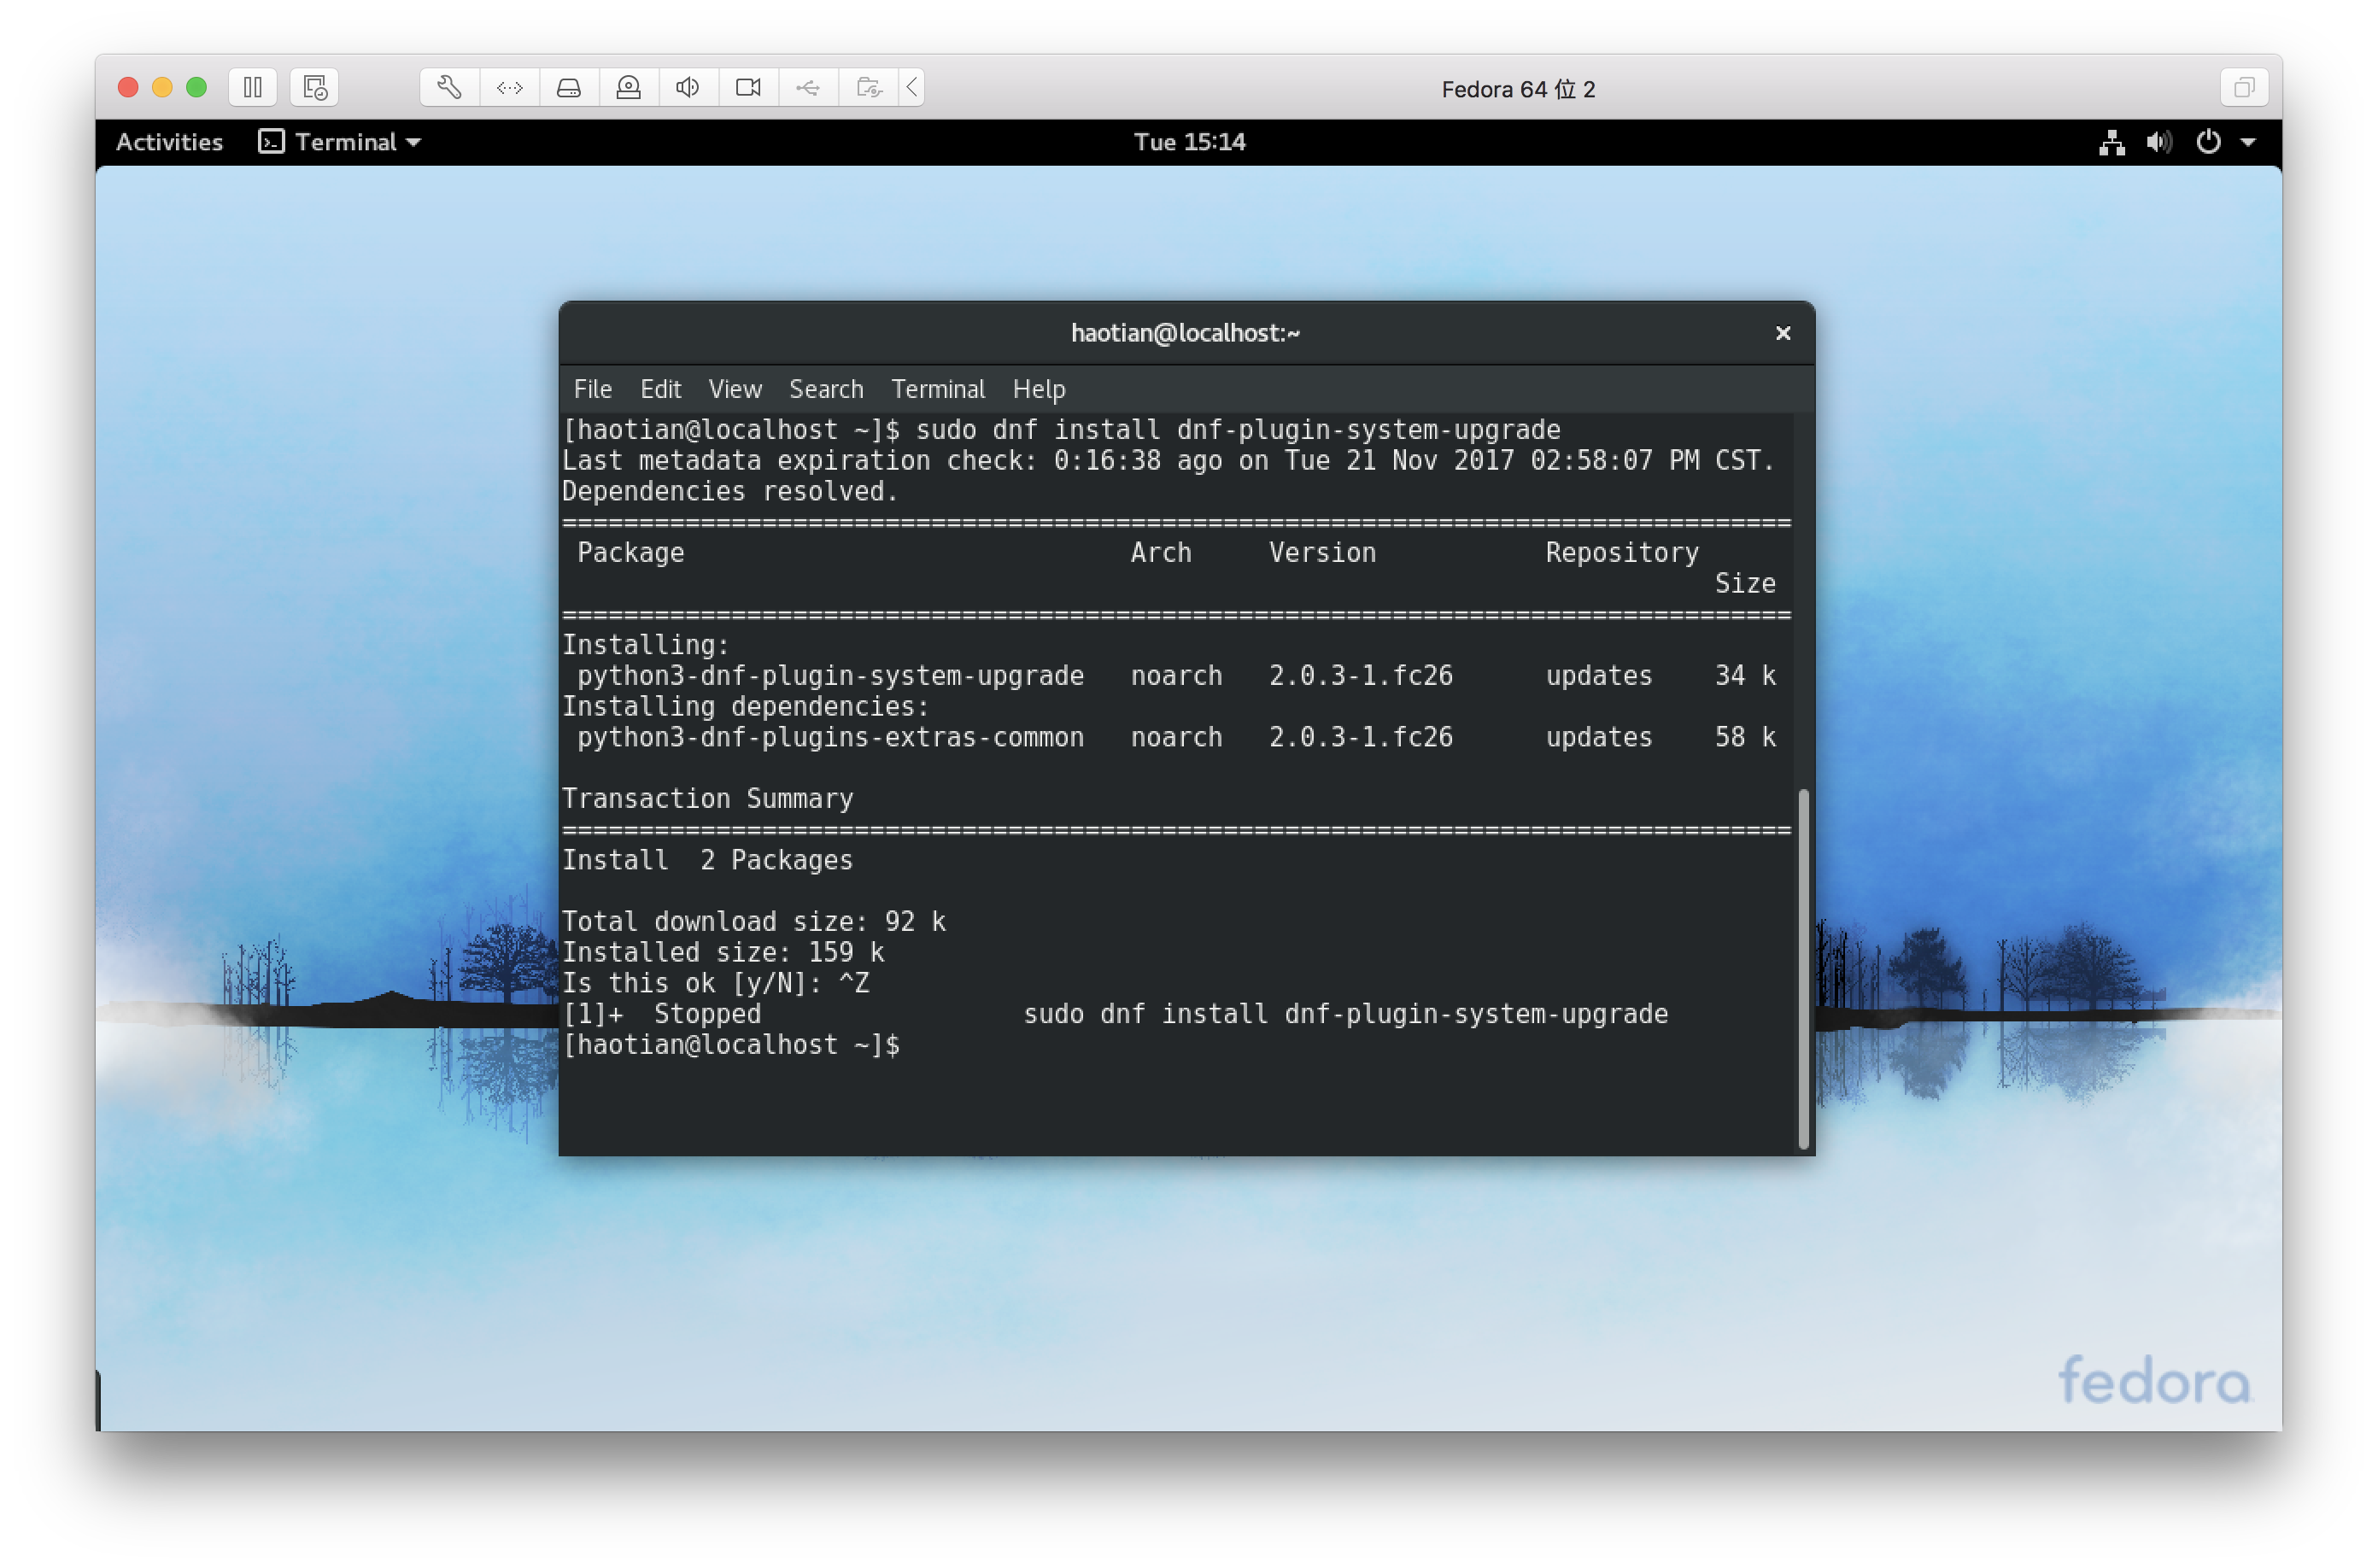 Fedora 64 位 2
Activities Terminal Tue 15:14
haotian@localhost:~
File Edit View Search Terminal Help
[haotian@localhost ~]$ sudo dnf install dnf-plugin-system-upgrade
Last metadata expiration check: 0:16:38 ago on Tue 21 Nov 2017 02:58:07 PM CST.
Dependencies resolved.
================================================================================
 Package                             Arch     Version           Repository
                                                                           Size
================================================================================
Installing:
 python3-dnf-plugin-system-upgrade   noarch   2.0.3-1.fc26      updates    34 k
Installing dependencies:
 python3-dnf-plugins-extras-common   noarch   2.0.3-1.fc26      updates    58 k
Transaction Summary
================================================================================
Install  2 Packages
Total download size: 92 k
Installed size: 159 k
Is this ok [y/N]: ^Z
[1]+  Stopped                 sudo dnf install dnf-plugin-system-upgrade
[haotian@localhost ~]$
fedora